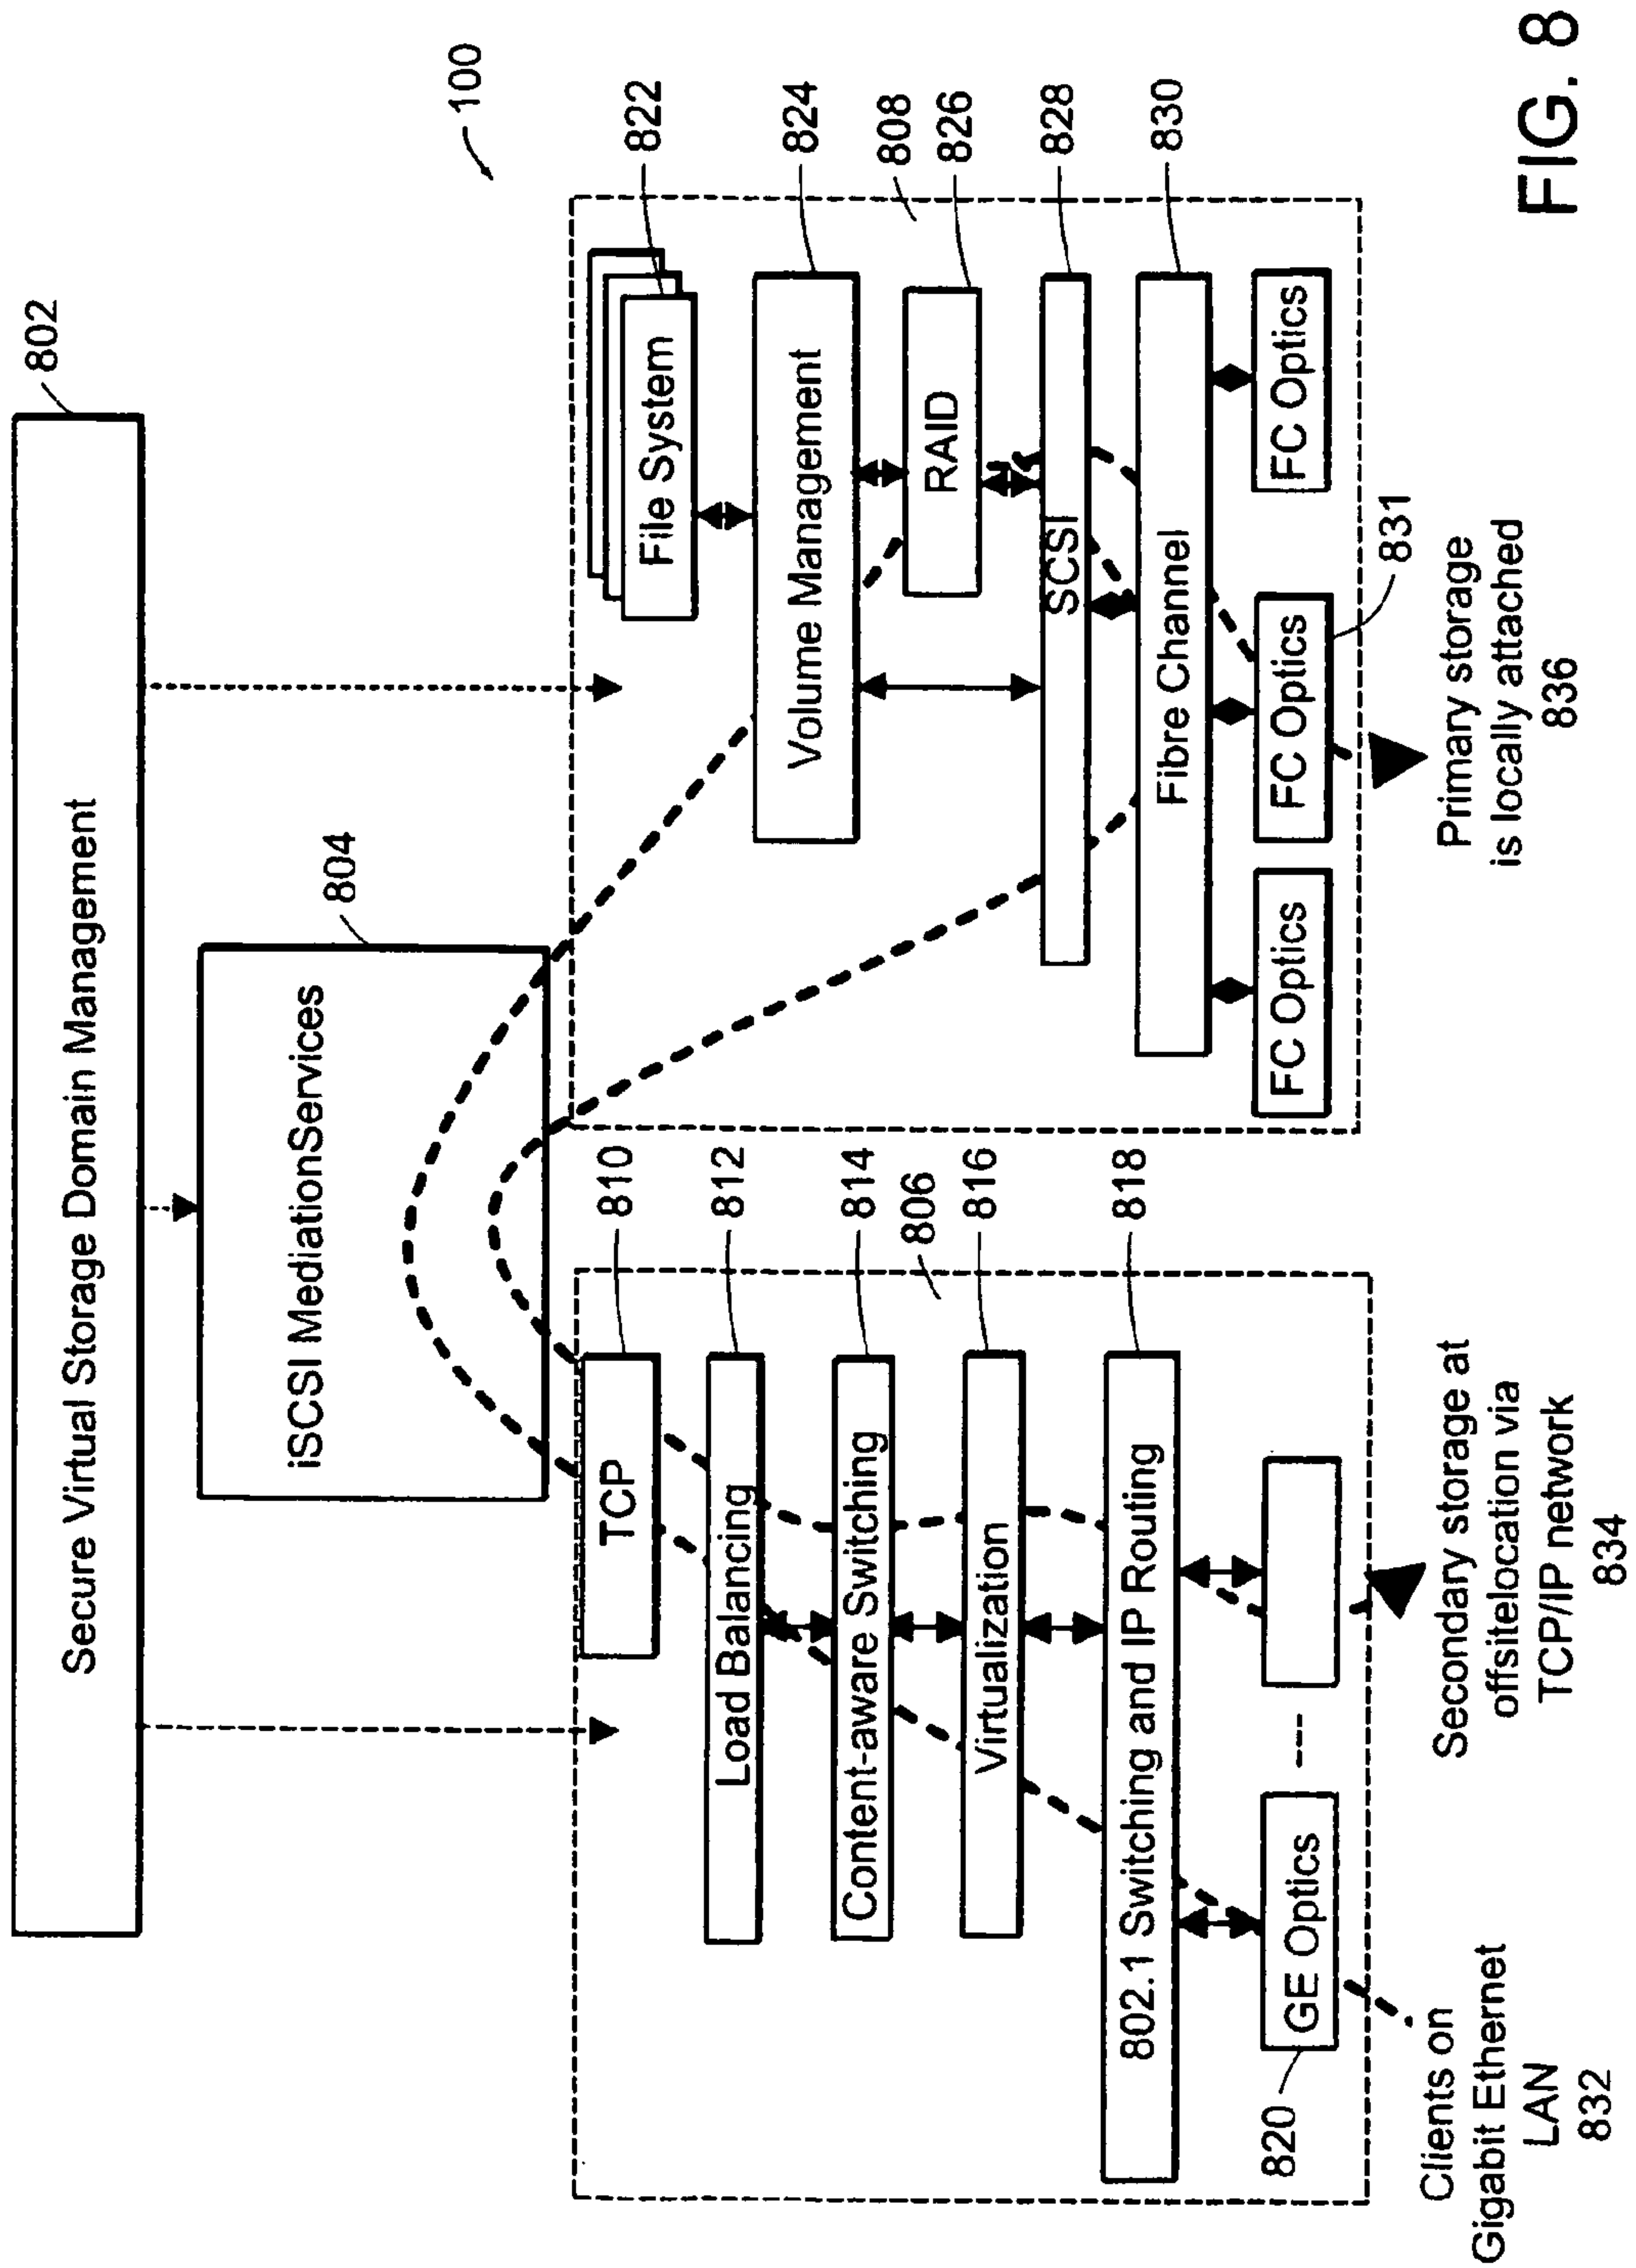 802
Secure Virtual Storage Domain Management
100
804
iSCSI MediationServices
810
TCP
812
Load Balancing
814
Content-aware Switching
806
816
Virtualization
818
802.1 Switching and IP Routing
820
GE Optics
822
File System
824
Volume Management
808
826
RAID
828
SCSI
830
Fibre Channel
FC Optics
FC Optics
FC Optics
831
Clients on
Gigabit Ethernet
LAN
832
Secondary storage at
offsitelocation via
TCP/IP network
834
Primary storage
is locally attached
836
FIG. 8